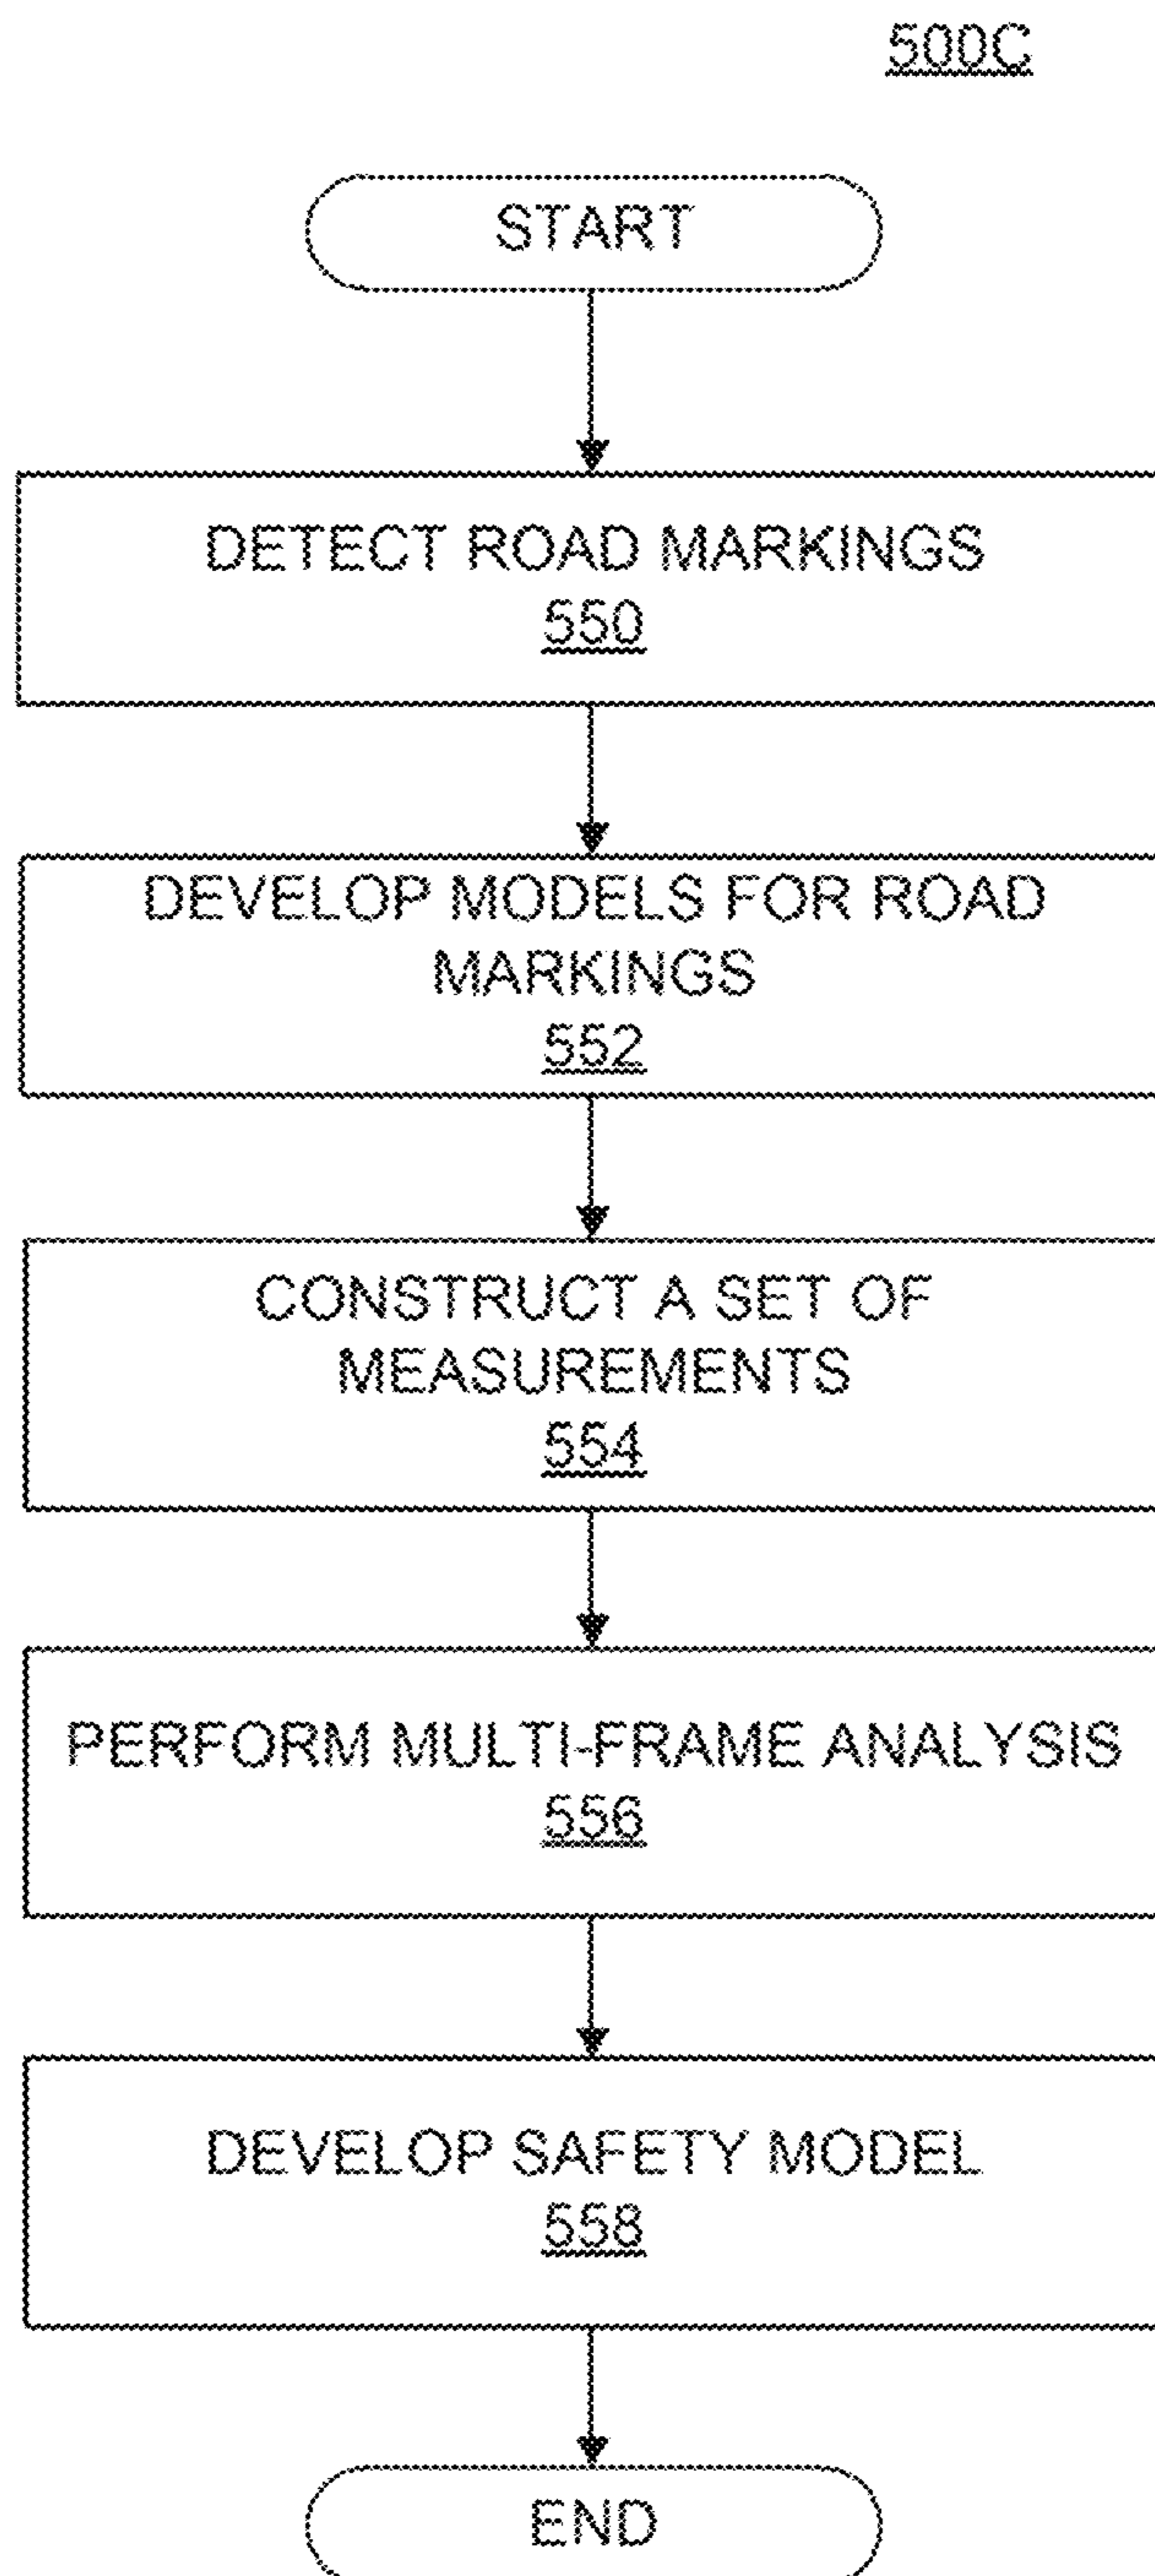 500C
START
DETECT ROAD MARKINGS
550
DEVELOP MODELS FOR ROAD
MARKINGS
552
CONSTRUCT A SET OF
MEASUREMENTS
554
PERFORM MULTI-FRAME ANALYSIS
556
DEVELOP SAFETY MODEL
558
END